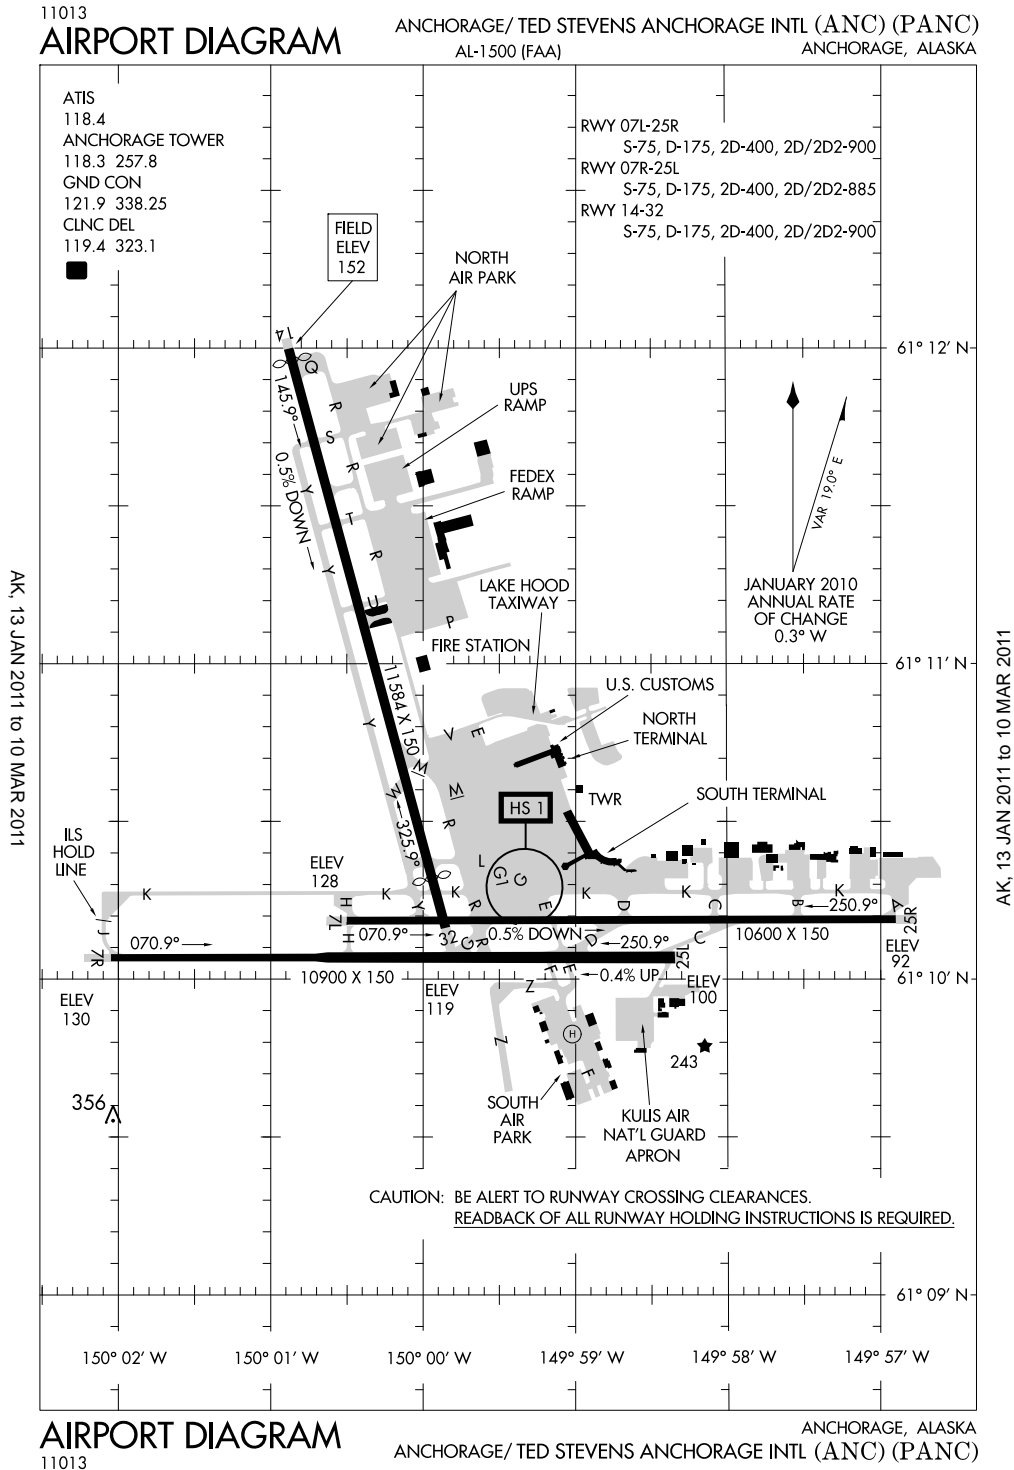 11013
AIRPORT DIAGRAM
AL-1500 (FAA)
ANCHORAGE/ TED STEVENS ANCHORAGE INTL (ANC) (PANC)
ANCHORAGE, ALASKA
ATIS
118.4
ANCHORAGE TOWER
118.3 257.8
GND CON
121.9 338.25
CLNC DEL
119.4 323.1
RWY 07L-25R
S-75, D-175, 2D-400, 2D/2D2-900
RWY 07R-25L
S-75, D-175, 2D-400, 2D/2D2-885
RWY 14-32
S-75, D-175, 2D-400, 2D/2D2-900
FIELD
ELEV
152
NORTH
AIR PARK
14
61° 12' N
Q
145.9°
R
S
UPS
RAMP
R
0.5% DOWN
Y
FEDEX
RAMP
T
R
Y
VAR 19.0° E
JANUARY 2010
ANNUAL RATE
OF CHANGE
0.3° W
LAKE HOOD
TAXIWAY
U
P
FIRE STATION
61° 11' N
11584 X 150
U.S. CUSTOMS
Y
V
E
NORTH
TERMINAL
M
M
W
HS 1
TWR
SOUTH TERMINAL
325.9°
R
ILS
HOLD
LINE
ELEV
128
L
G1
G
K
K
K
K
K
K
H
Y
R
E
D
C
B
250.9°
A
J
7L
25R
070.9°
H
070.9°
32
G
R
0.5% DOWN
D
250.9°
C
10600 X 150
ELEV
92
7R
10900 X 150
25L
F
E
0.4% UP
61° 10' N
ELEV
130
ELEV
119
Z
ELEV
100
Z
H
243
F
356
SOUTH
AIR
PARK
KULIS AIR
NAT'L GUARD
APRON
CAUTION: BE ALERT TO RUNWAY CROSSING CLEARANCES.
READBACK OF ALL RUNWAY HOLDING INSTRUCTIONS IS REQUIRED.
61° 09' N
150° 02' W
150° 01' W
150° 00' W
149° 59' W
149° 58' W
149° 57' W
AK, 13 JAN 2011 to 10 MAR 2011
AK, 13 JAN 2011 to 10 MAR 2011
AIRPORT DIAGRAM
11013
ANCHORAGE, ALASKA
ANCHORAGE/ TED STEVENS ANCHORAGE INTL (ANC) (PANC)